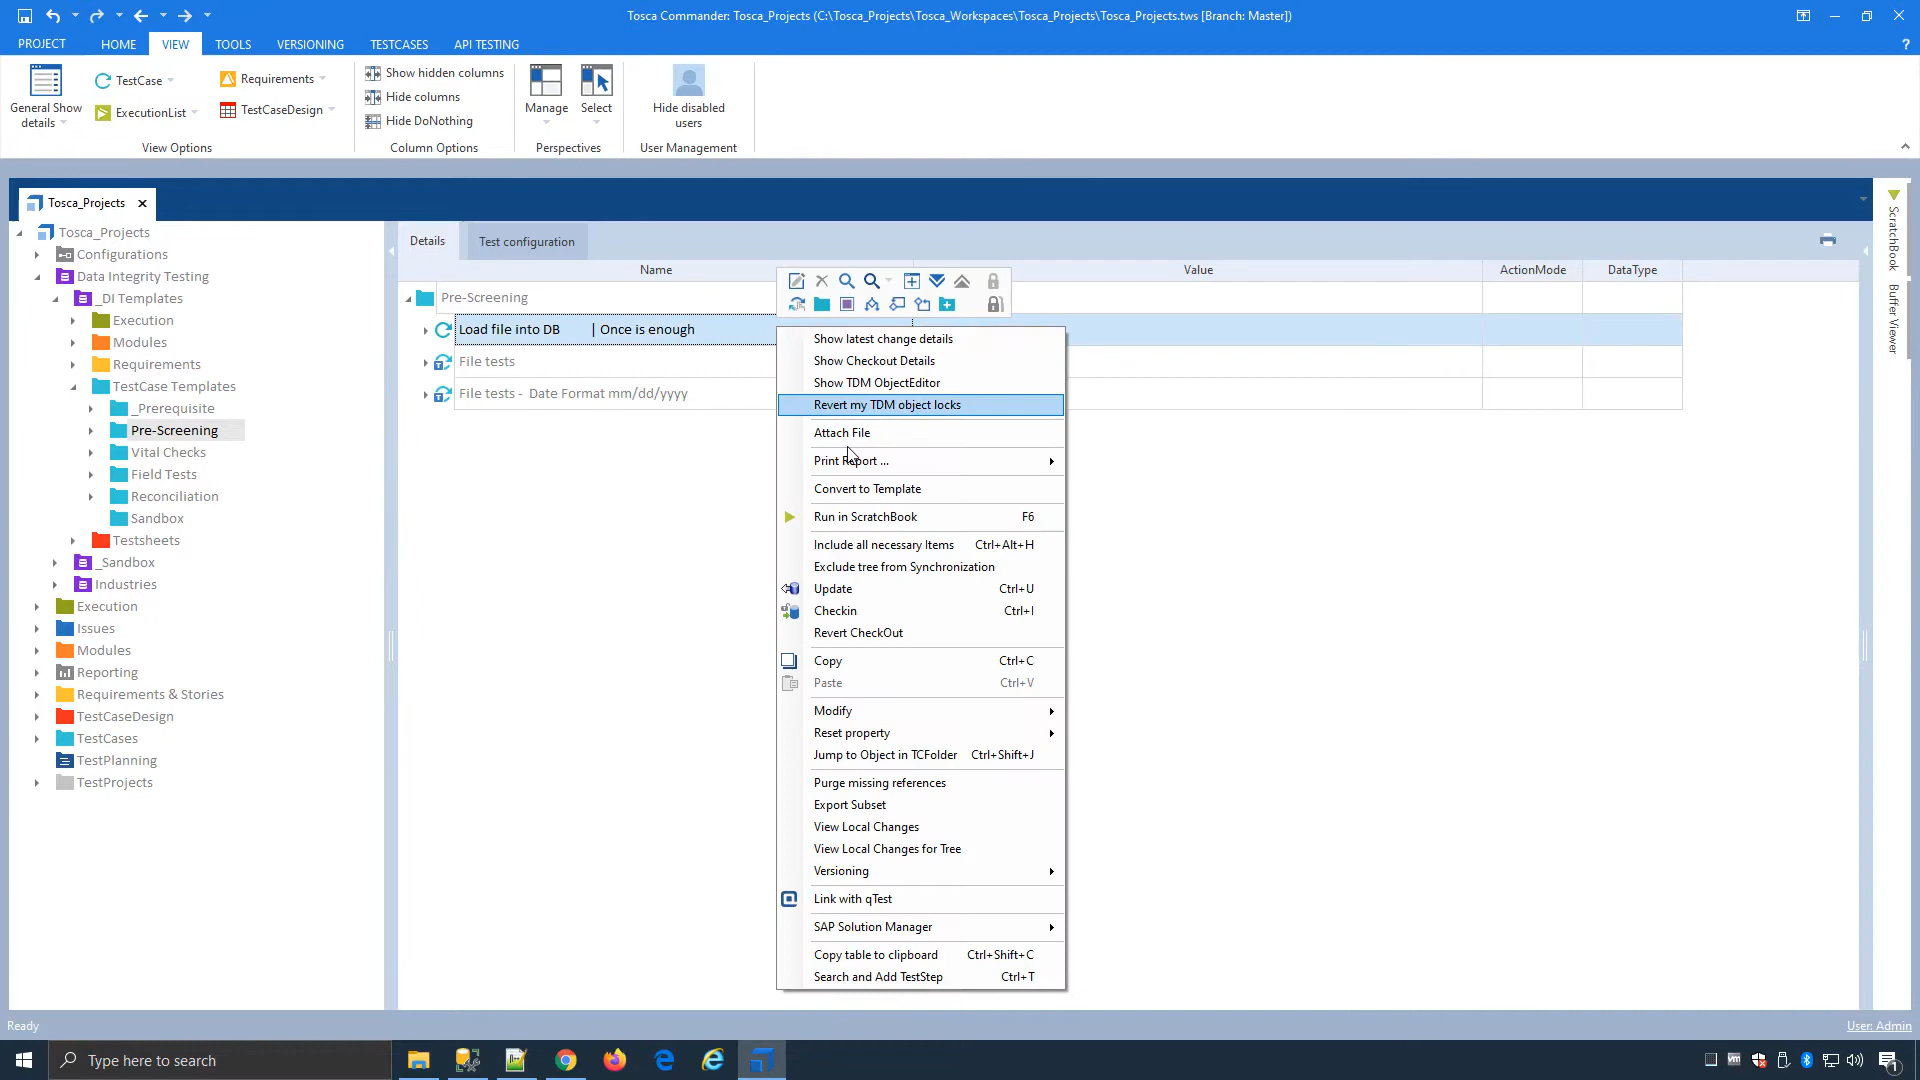 Tosca Commander: Tosca_Projects (C:\Tosca_Projects\Tosca_Workspaces\Tosca_Projects\Tosca_Projects.tws [Branch: Master])
PROJECT HOME VIEW TOOLS VERSIONING TESTCASES API TESTING
?
General Show details
TestCase
ExecutionList
Requirements
TestCaseDesign
View Options
Show hidden columns
Hide columns
Hide DoNothing
Column Options
Manage
Select
Perspectives
Hide disabled users
User Management
Tosca_Projects
Tosca_Projects
Configurations
Data Integrity Testing
_DI Templates
Execution
Modules
Requirements
TestCase Templates
_Prerequisite
Pre-Screening
Vital Checks
Field Tests
Reconciliation
Sandbox
Testsheets
_Sandbox
Industries
Execution
Issues
Modules
Reporting
Requirements & Stories
TestCaseDesign
TestCases
TestPlanning
TestProjects
Details
Test configuration
Name Value ActionMode DataType
Pre-Screening
Load file into DB | Once is enough
File tests
File tests - Date Format mm/dd/yyyy
Show latest change details
Show Checkout Details
Show TDM ObjectEditor
Revert my TDM object locks
Attach File
Print Report ...
Convert to Template
Run in ScratchBook F6
Include all necessary Items Ctrl+Alt+H
Exclude tree from Synchronization
Update Ctrl+U
Checkin Ctrl+I
Revert CheckOut
Copy Ctrl+C
Paste Ctrl+V
Modify
Reset property
Jump to Object in TCFolder Ctrl+Shift+J
Purge missing references
Export Subset
View Local Changes
View Local Changes for Tree
Versioning
Link with qTest
SAP Solution Manager
Copy table to clipboard Ctrl+Shift+C
Search and Add TestStep Ctrl+T
ScratchBook
Buffer Viewer
Ready
User: Admin
Type here to search
vm
1